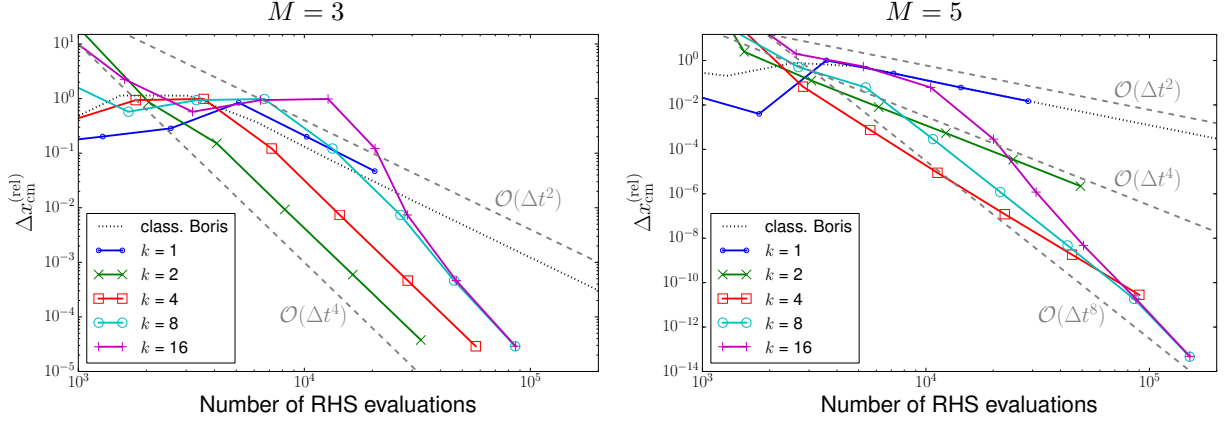 M = 3
10^1
10^0
10^{-1}
10^{-2}
10^{-3}
10^{-4}
10^{-5}
Δx_{cm}^{(rel)}
O(Δt^2)
O(Δt^4)
class. Boris
k = 1
k = 2
k = 4
k = 8
k = 16
10^3 10^4 10^5
Number of RHS evaluations
M = 5
10^0
10^{-2}
10^{-4}
10^{-6}
10^{-8}
10^{-10}
10^{-12}
10^{-14}
Δx_{cm}^{(rel)}
O(Δt^2)
O(Δt^4)
O(Δt^8)
class. Boris
k = 1
k = 2
k = 4
k = 8
k = 16
10^3 10^4 10^5
Number of RHS evaluations